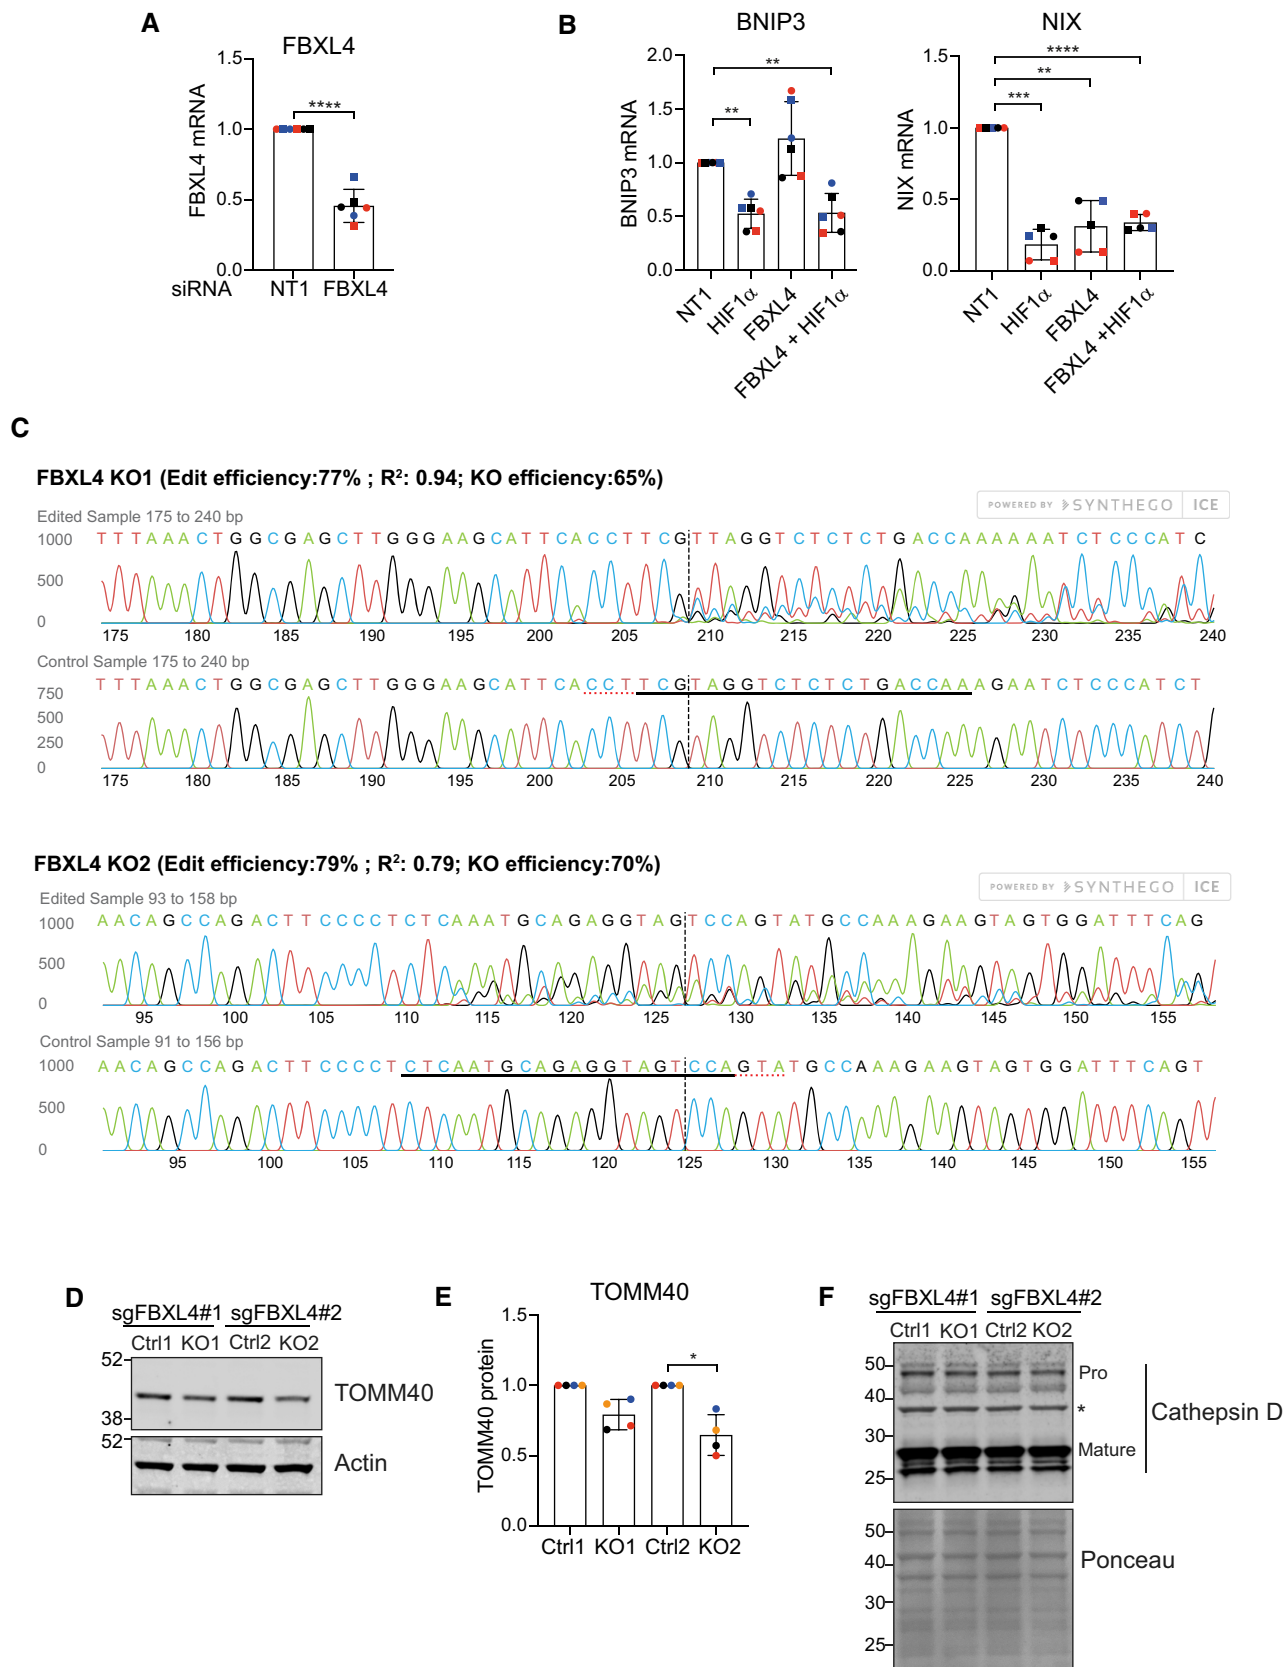 A
FBXL4
FBXL4 mRNA
1.5
1.0
0.5
0.0
****
siRNA NT1 FBXL4
B
BNIP3
BNIP3 mRNA
2.0
1.5
1.0
0.5
0.0
**
**
NT1 HIF1α FBXL4 FBXL4 + HIF1α
NIX
NIX mRNA
1.5
1.0
0.5
0.0
****
**
***
NT1 HIF1α FBXL4 FBXL4 +HIF1α
C
FBXL4 KO1 (Edit efficiency:77% ; R²: 0.94; KO efficiency:65%)
POWERED BY SYNTHEGO ICE
Edited Sample 175 to 240 bp
1000 T T T A A A C T G G C G A G C T T G G G A A G C A T T C A C C T T C G T T A G G T C T C T C T G A C C A A A A A A T C T C C C A T C
500
0
175 180 185 190 195 200 205 210 215 220 225 230 235 240
Control Sample 175 to 240 bp
T T T A A A C T G G C G A G C T T G G G A A G C A T T C A C C T T C G T A G G T C T C T C T G A C C A A A G A A T C T C C C A T C T
750
500
250
0
175 180 185 190 195 200 205 210 215 220 225 230 235 240
FBXL4 KO2 (Edit efficiency:79% ; R²: 0.79; KO efficiency:70%)
POWERED BY SYNTHEGO ICE
Edited Sample 93 to 158 bp
1000 A A C A G C C A G A C T T C C C C T C T C A A A T G C A G A G G T A G T C C A G T A T G C C A A A G A A G T A G T G G A T T T C A G
500
0
95 100 105 110 115 120 125 130 135 140 145 150 155
Control Sample 91 to 156 bp
1000 A A C A G C C A G A C T T C C C C T C T C A A T G C A G A G G T A G T C C A G T A T G C C A A A G A A G T A G T G G A T T T C A G T
500
0
95 100 105 110 115 120 125 130 135 140 145 150 155
D
sgFBXL4#1 sgFBXL4#2
Ctrl1 KO1 Ctrl2 KO2
52
38
TOMM40
52
Actin
E
TOMM40
TOMM40 protein
1.5
1.0
0.5
0.0
*
Ctrl1 KO1 Ctrl2 KO2
F
sgFBXL4#1 sgFBXL4#2
Ctrl1 KO1 Ctrl2 KO2
50
40
30
25
Pro
*
Mature
Cathepsin D
50
40
30
25
Ponceau